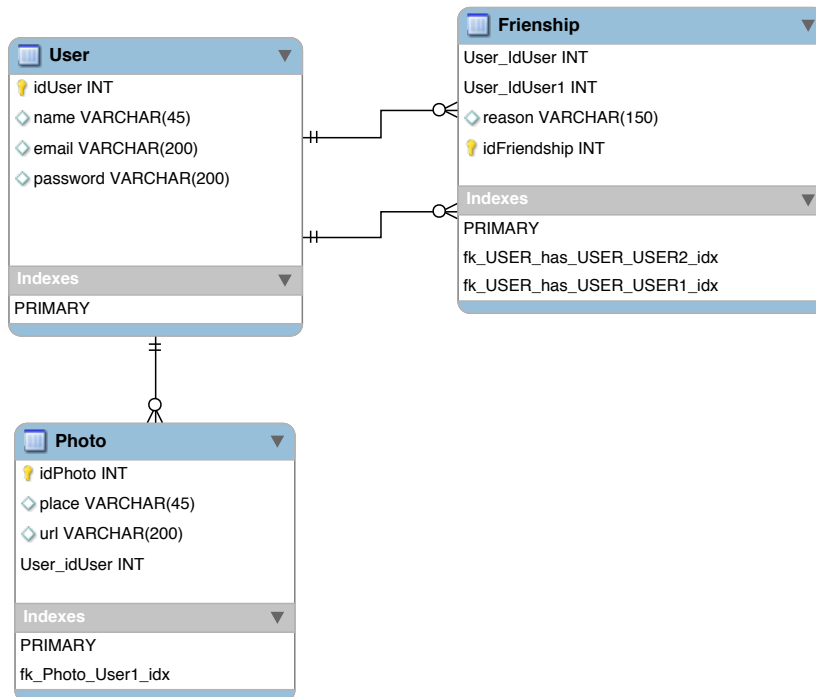 User
idUser INT
name VARCHAR(45)
email VARCHAR(200)
password VARCHAR(200)
Indexes
PRIMARY
Frienship
User_IdUser INT
User_IdUser1 INT
reason VARCHAR(150)
idFriendship INT
Indexes
PRIMARY
fk_USER_has_USER_USER2_idx
fk_USER_has_USER_USER1_idx
Photo
idPhoto INT
place VARCHAR(45)
url VARCHAR(200)
User_idUser INT
Indexes
PRIMARY
fk_Photo_User1_idx